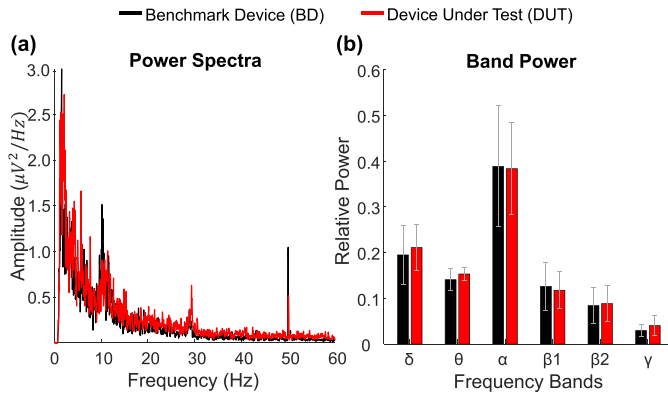 Benchmark Device (BD) Device Under Test (DUT)
(a) Power Spectra
Amplitude (μV²/Hz)
3.0
2.5
2.0
1.5
1.0
0.5
0 10 20 30 40 50 60
Frequency (Hz)
(b) Band Power
Relative Power
0.6
0.5
0.4
0.3
0.2
0.1
0
δ θ α β1 β2 γ
Frequency Bands